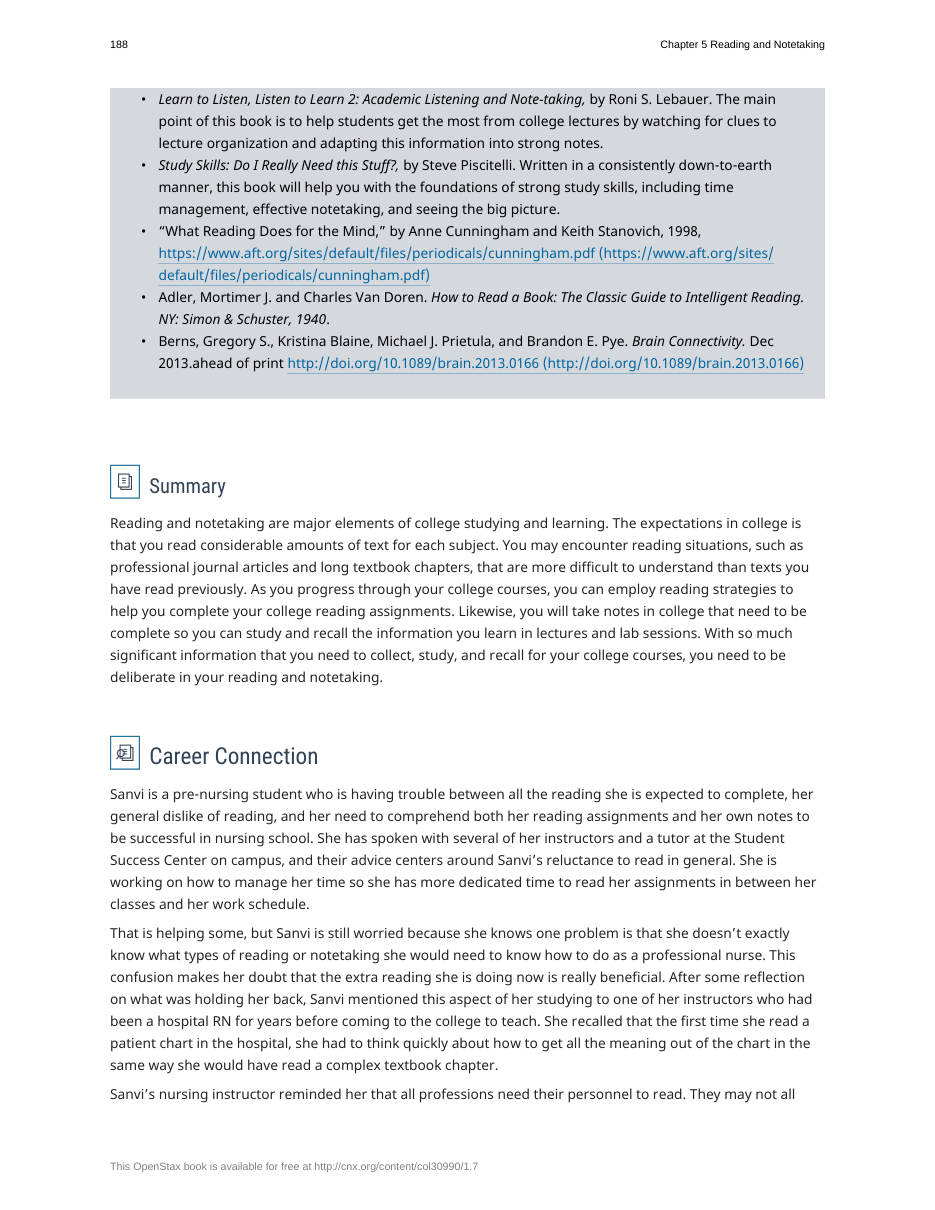 188
Chapter 5 Reading and Notetaking
• Learn to Listen, Listen to Learn 2: Academic Listening and Note-taking, by Roni S. Lebauer. The main
point of this book is to help students get the most from college lectures by watching for clues to
lecture organization and adapting this information into strong notes.
• Study Skills: Do I Really Need this Stuff?, by Steve Piscitelli. Written in a consistently down-to-earth
manner, this book will help you with the foundations of strong study skills, including time
management, effective notetaking, and seeing the big picture.
• “What Reading Does for the Mind,” by Anne Cunningham and Keith Stanovich, 1998,
https://www.aft.org/sites/default/files/periodicals/cunningham.pdf (https://www.aft.org/sites/
default/files/periodicals/cunningham.pdf)
• Adler, Mortimer J. and Charles Van Doren. How to Read a Book: The Classic Guide to Intelligent Reading.
NY: Simon & Schuster, 1940.
• Berns, Gregory S., Kristina Blaine, Michael J. Prietula, and Brandon E. Pye. Brain Connectivity. Dec
2013.ahead of print http://doi.org/10.1089/brain.2013.0166 (http://doi.org/10.1089/brain.2013.0166)
Summary
Reading and notetaking are major elements of college studying and learning. The expectations in college is
that you read considerable amounts of text for each subject. You may encounter reading situations, such as
professional journal articles and long textbook chapters, that are more difficult to understand than texts you
have read previously. As you progress through your college courses, you can employ reading strategies to
help you complete your college reading assignments. Likewise, you will take notes in college that need to be
complete so you can study and recall the information you learn in lectures and lab sessions. With so much
significant information that you need to collect, study, and recall for your college courses, you need to be
deliberate in your reading and notetaking.
Career Connection
Sanvi is a pre-nursing student who is having trouble between all the reading she is expected to complete, her
general dislike of reading, and her need to comprehend both her reading assignments and her own notes to
be successful in nursing school. She has spoken with several of her instructors and a tutor at the Student
Success Center on campus, and their advice centers around Sanvi’s reluctance to read in general. She is
working on how to manage her time so she has more dedicated time to read her assignments in between her
classes and her work schedule.
That is helping some, but Sanvi is still worried because she knows one problem is that she doesn’t exactly
know what types of reading or notetaking she would need to know how to do as a professional nurse. This
confusion makes her doubt that the extra reading she is doing now is really beneficial. After some reflection
on what was holding her back, Sanvi mentioned this aspect of her studying to one of her instructors who had
been a hospital RN for years before coming to the college to teach. She recalled that the first time she read a
patient chart in the hospital, she had to think quickly about how to get all the meaning out of the chart in the
same way she would have read a complex textbook chapter.
Sanvi’s nursing instructor reminded her that all professions need their personnel to read. They may not all
This OpenStax book is available for free at http://cnx.org/content/col30990/1.7